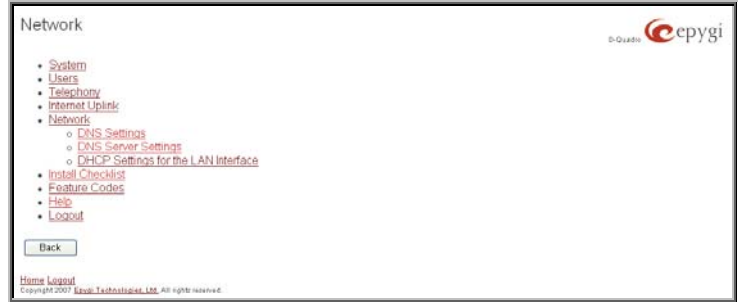 Network
D-Quadro epygi
System
Users
Telephony
Internet Uplink
Network
DNS Settings
DNS Server Settings
DHCP Settings for the LAN Interface
Install Checklist
Feature Codes
Help
Logout
Back
Home Logout
Copyright 2007 Epygi Technologies, Ltd. All rights reserved.